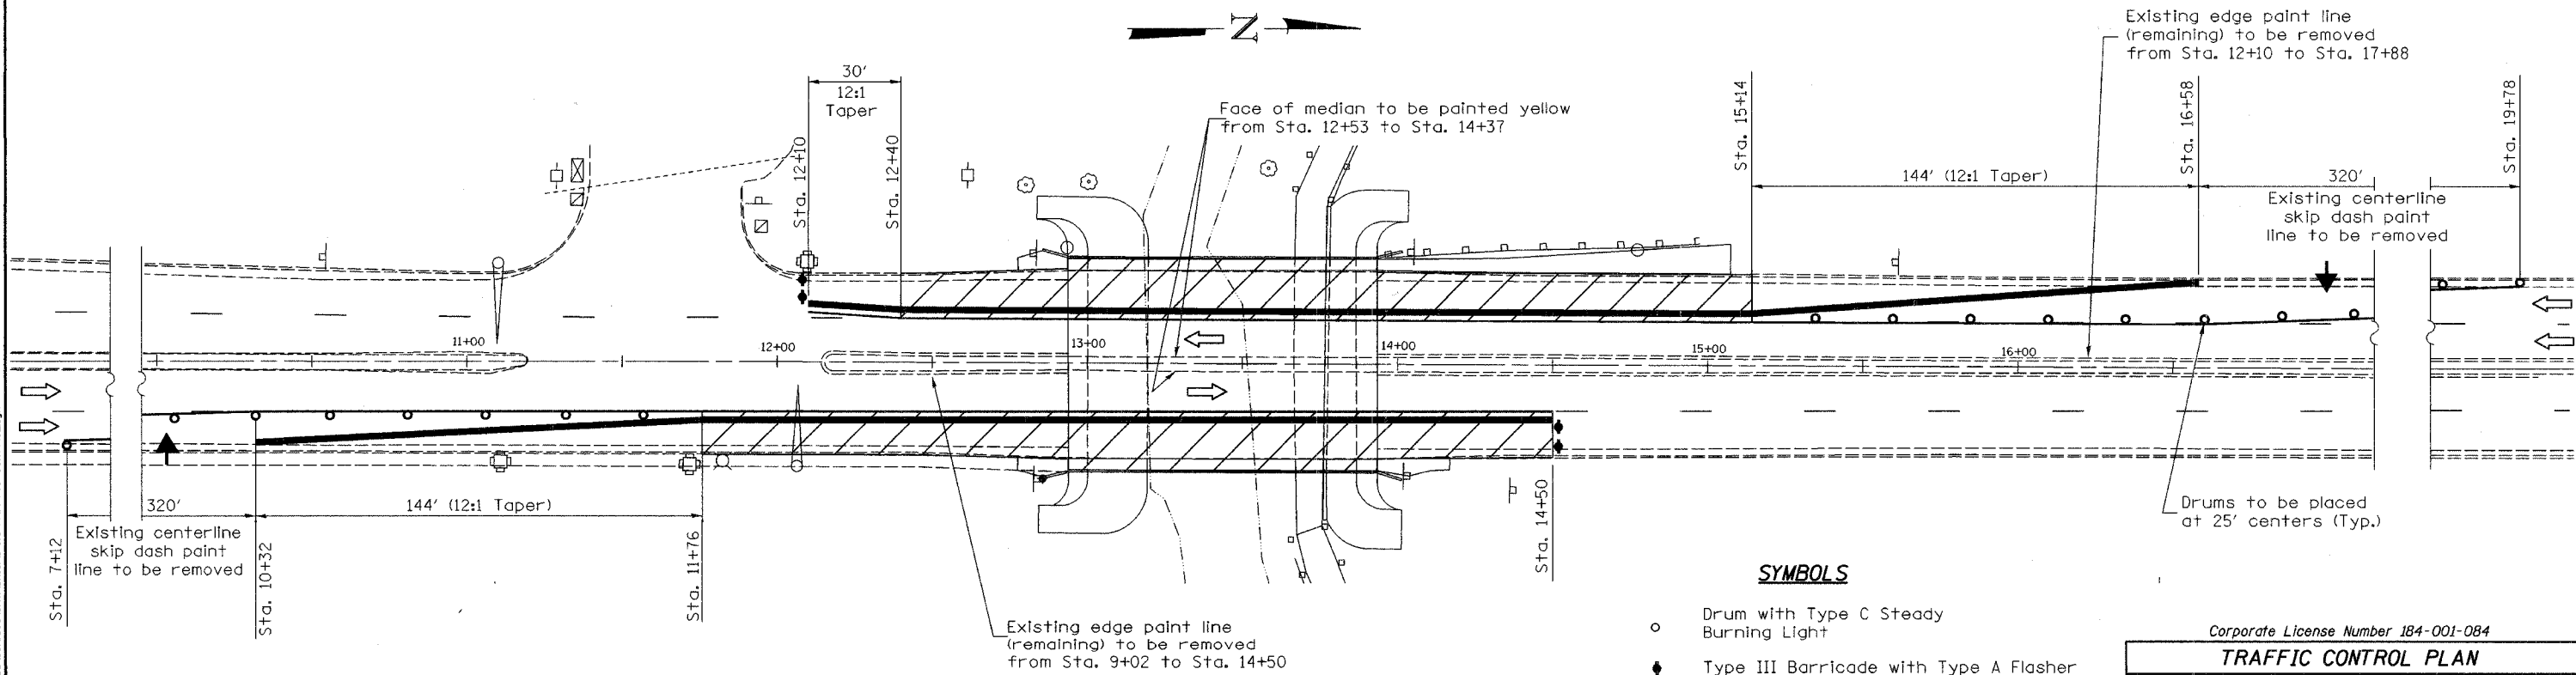 N
Existing edge paint line
(remaining) to be removed
from Sta. 12+10 to Sta. 17+88
30'
12:1
Taper
Face of median to be painted yellow
from Sta. 12+53 to Sta. 14+37
Sta. 12+10
Sta. 12+40
Sta. 15+14
Sta. 16+58
Sta. 19+78
144' (12:1 Taper)
320'
Existing centerline
skip dash paint
line to be removed
11+00
12+00
13+00
14+00
15+00
16+00
320'
144' (12:1 Taper)
Existing centerline
skip dash paint
line to be removed
Sta. 7+12
Sta. 10+32
Sta. 11+76
Sta. 14+50
Drums to be placed
at 25' centers (Typ.)
Existing edge paint line
(remaining) to be removed
from Sta. 9+02 to Sta. 14+50
SYMBOLS
Drum with Type C Steady
Burning Light
Type III Barricade with Type A Flasher
Corporate License Number 184-001-084
TRAFFIC CONTROL PLAN